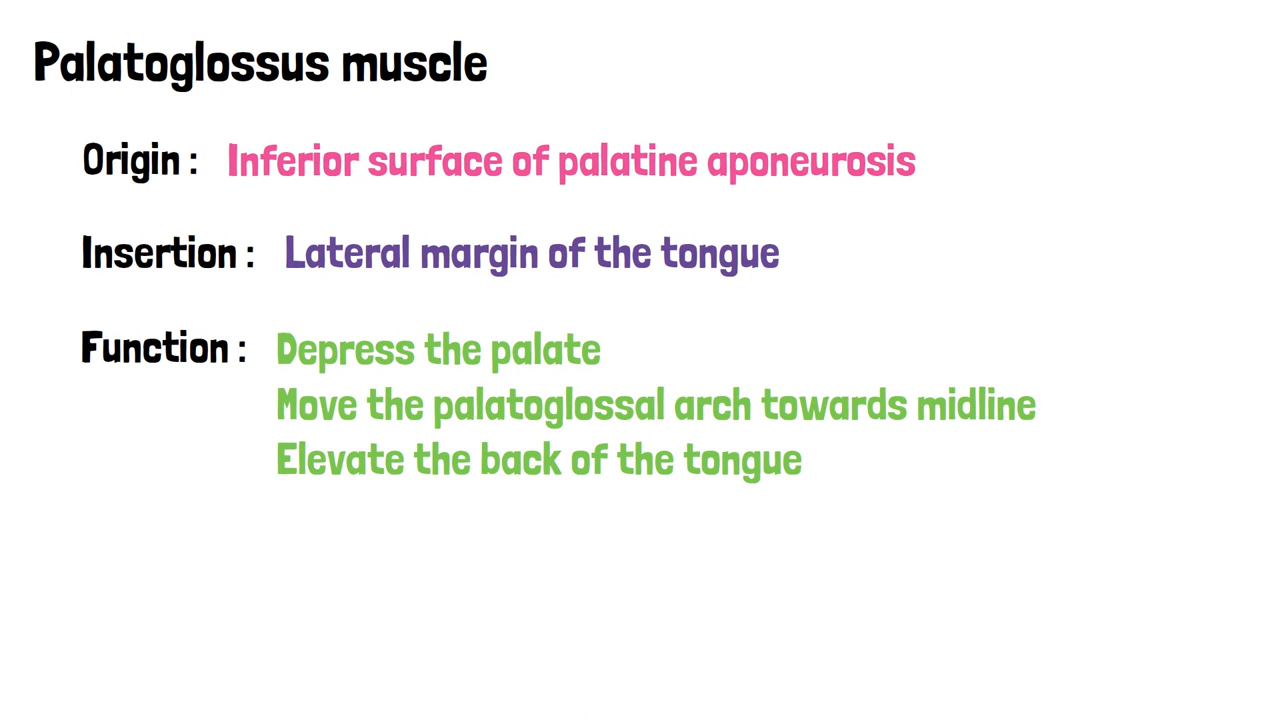 Palatoglossus muscle
Origin : Inferior surface of palatine aponeurosis
Insertion : Lateral margin of the tongue
Function : Depress the palate
Move the palatoglossal arch towards midline
Elevate the back of the tongue